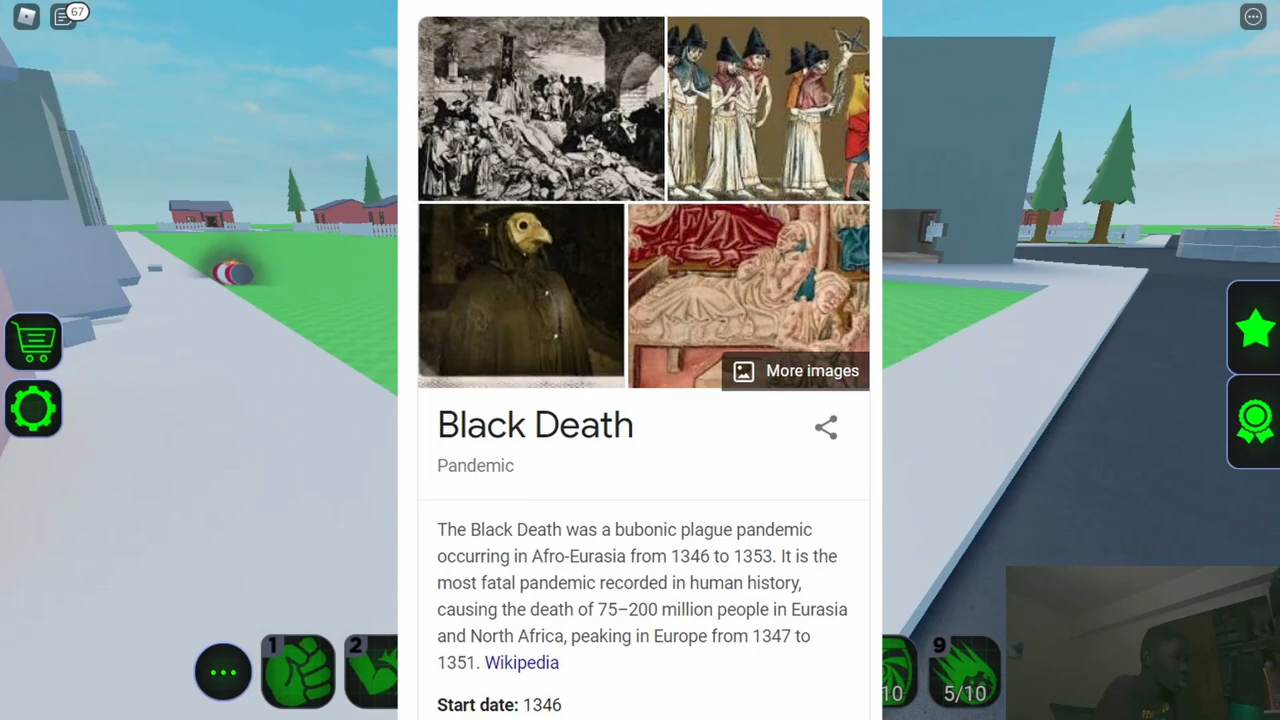 67
More images
Black Death
Pandemic
The Black Death was a bubonic plague pandemic
occurring in Afro-Eurasia from 1346 to 1353. It is the
most fatal pandemic recorded in human history,
causing the death of 75–200 million people in Eurasia
and North Africa, peaking in Europe from 1347 to
1351. Wikipedia
Start date: 1346
1
2
10
9
5/10